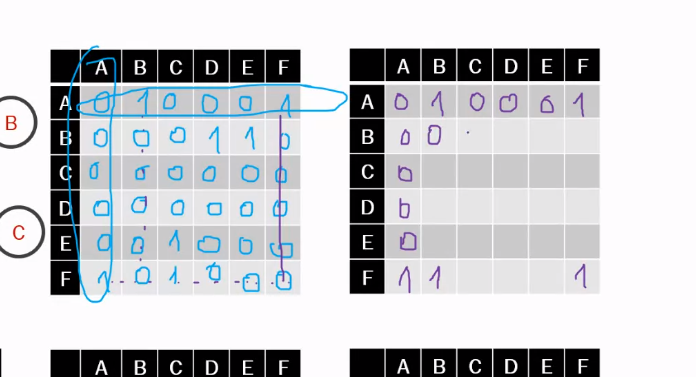 A B C D E F
A 0 1 0 0 0 1
B 0 0 0 1 1 0
C 0 0 0 0 0 0
D 0 0 0 0 0 0
E 0 0 1 0 0 0
F 1 0 1 0 0 0
B
C
A B C D E F
A 0 1 0 0 0 1
B 0 0
C 0
D 0
E 0
F 1 1 1
A B C D E F
A B C D E F